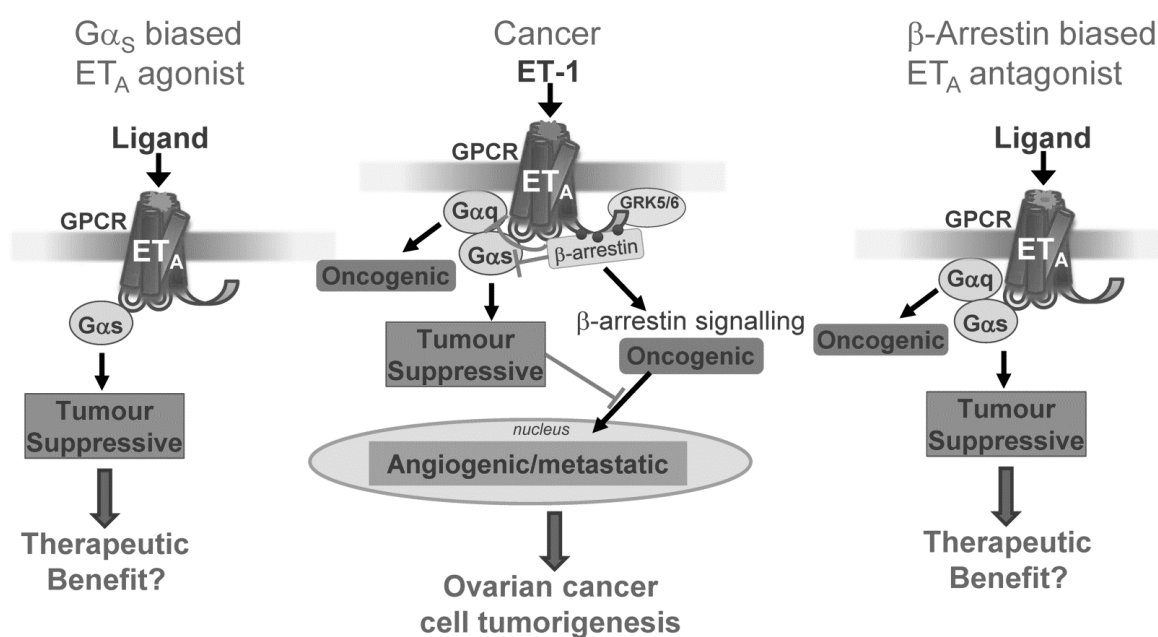 GαS biased
ETA agonist
Ligand
GPCR
ETA
Gαs
Tumour
Suppressive
Therapeutic
Benefit?
Cancer
ET-1
GPCR
ETA
GRK5/6
Gαq
Gαs
β-arrestin
Oncogenic
β-arrestin signalling
Oncogenic
Tumour
Suppressive
nucleus
Angiogenic/metastatic
Ovarian cancer
cell tumorigenesis
β-Arrestin biased
ETA antagonist
Ligand
GPCR
ETA
Gαq
Gαs
Oncogenic
Tumour
Suppressive
Therapeutic
Benefit?